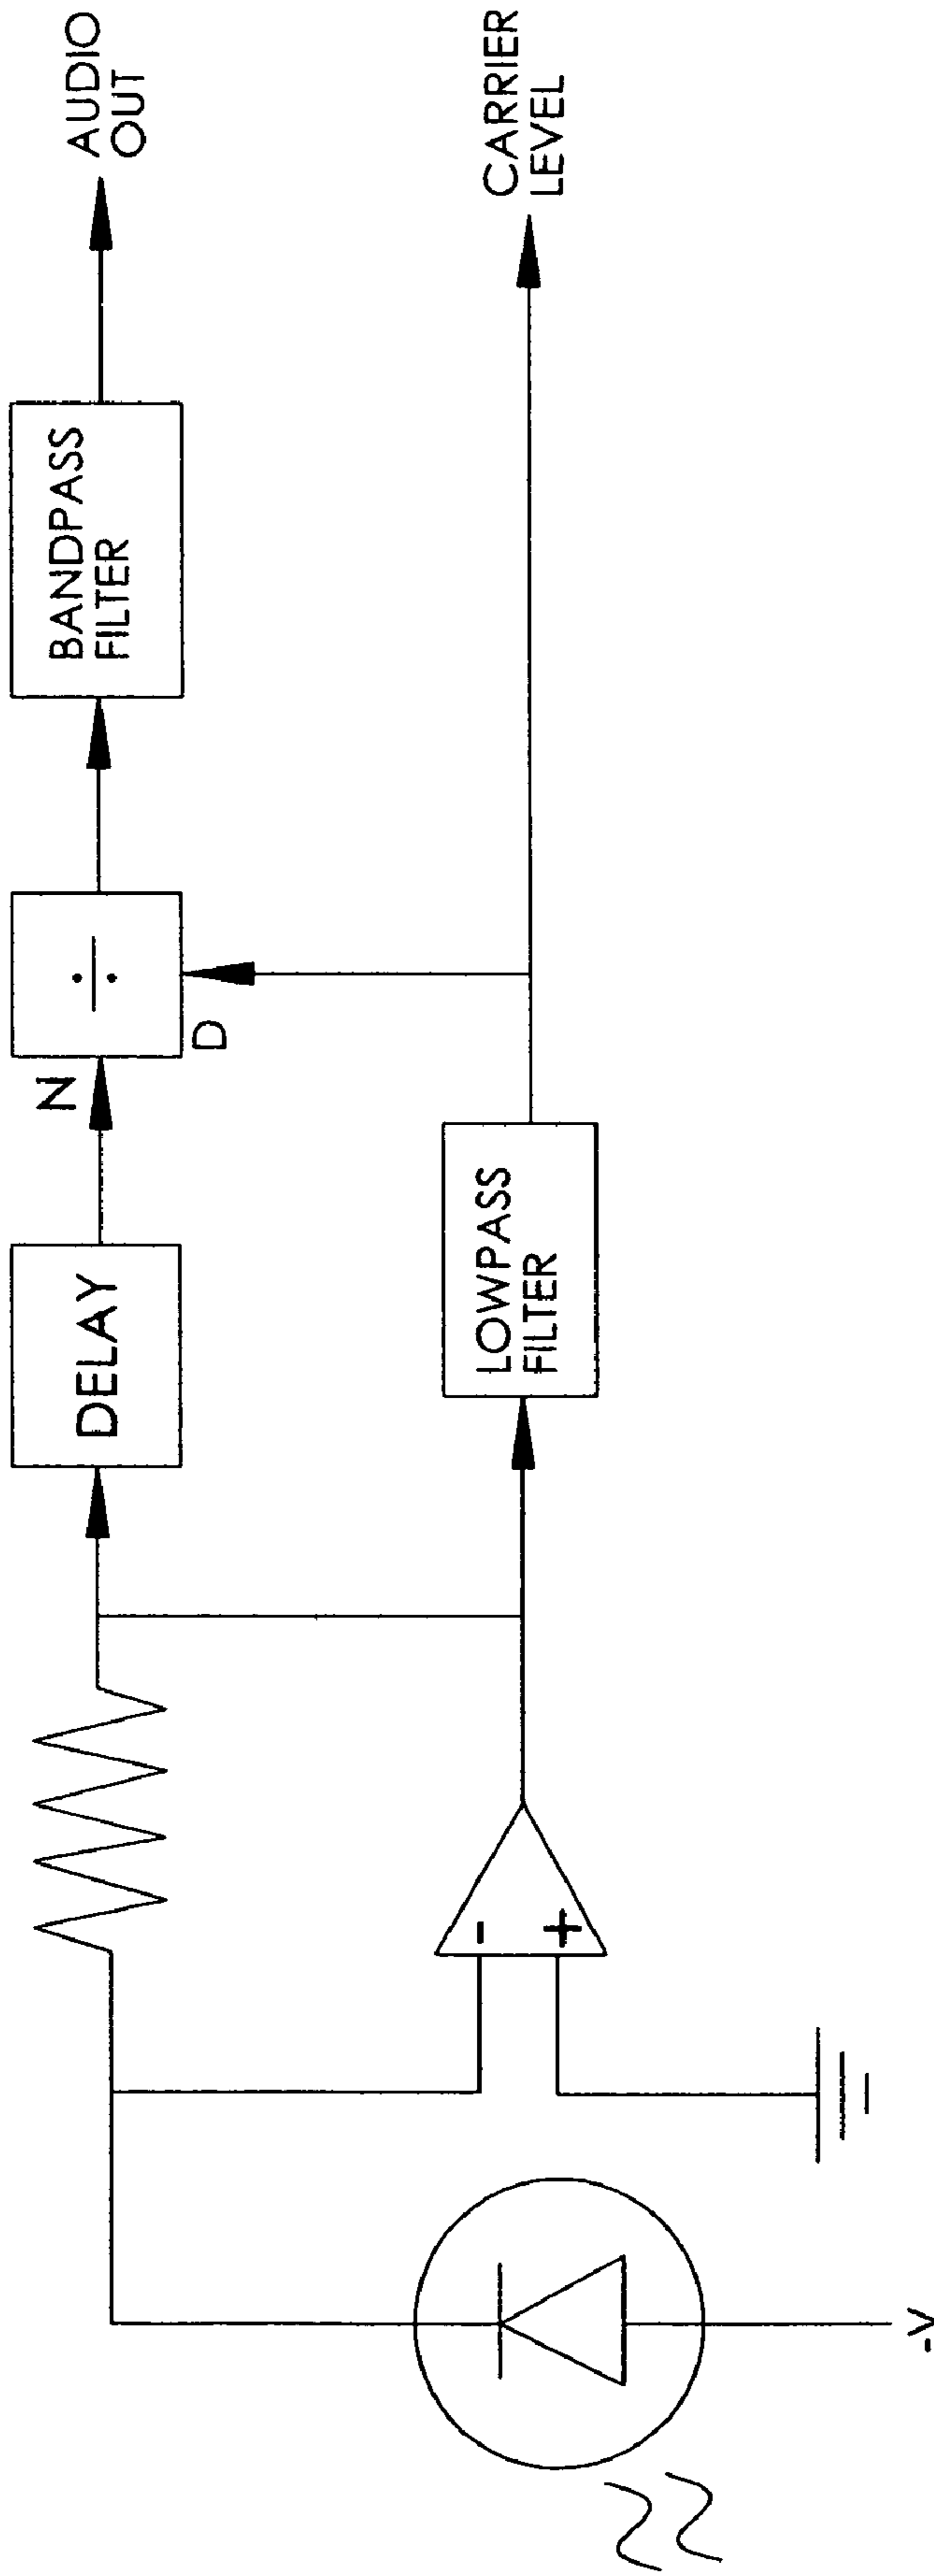 -V
-
+
DELAY
N
D
÷
LOWPASS
FILTER
BANDPASS
FILTER
AUDIO
OUT
CARRIER
LEVEL